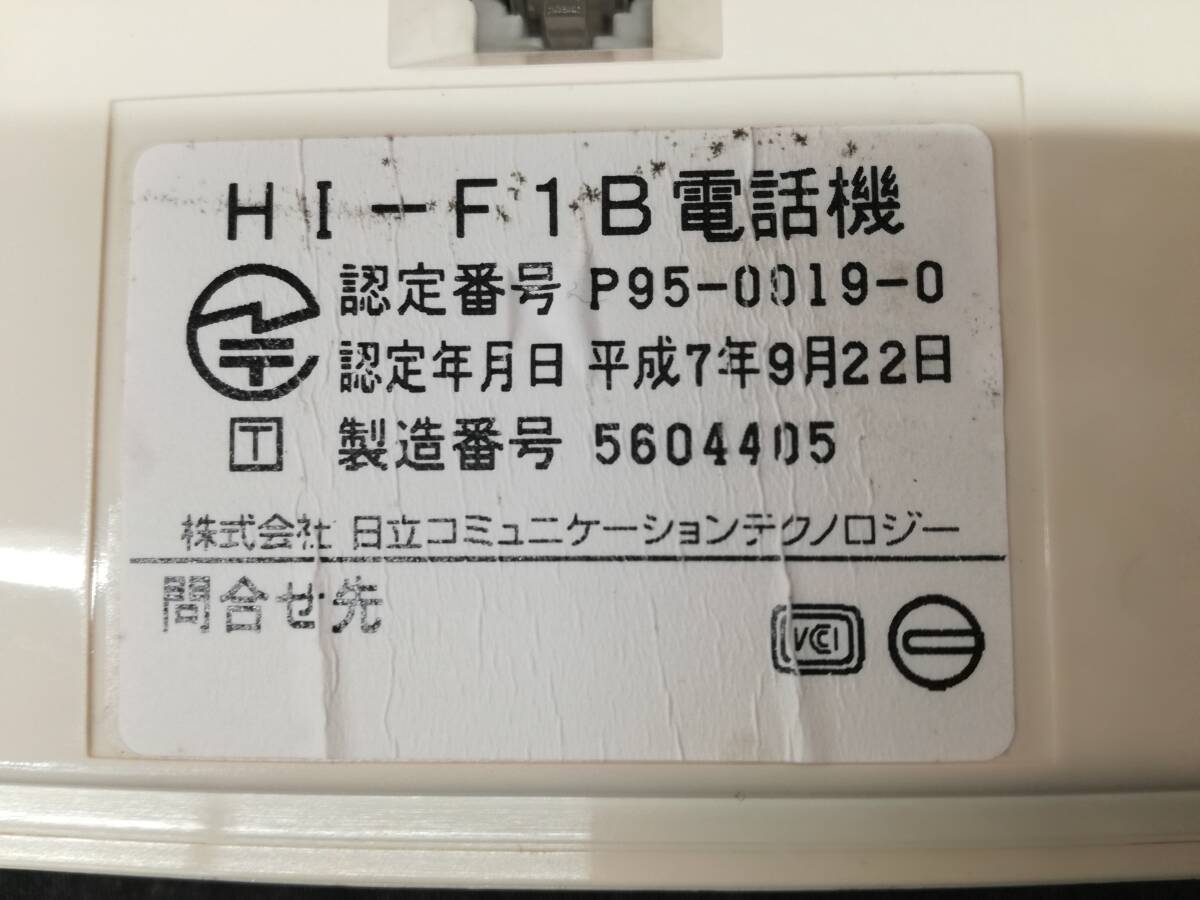 HI-F1B電話機
認定番号 P95-0019-0
認定年月日 平成7年9月22日
T 製造番号 5604405
株式会社 日立コミュニケーションテクノロジー
問合せ先
VCCI